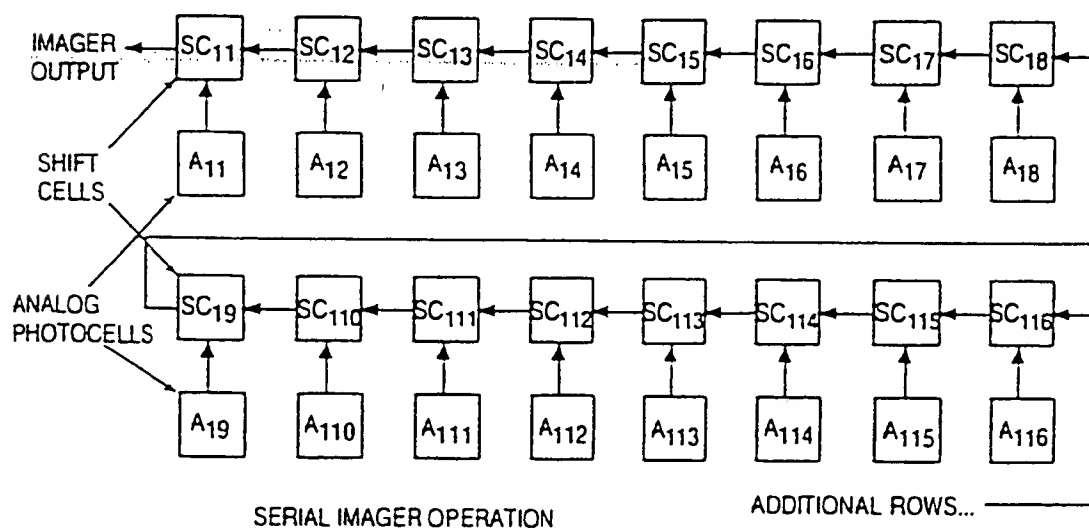 IMAGER OUTPUT
SC11 SC12 SC13 SC14 SC15 SC16 SC17 SC18
A11 A12 A13 A14 A15 A16 A17 A18
SHIFT CELLS
SC19 SC110 SC111 SC112 SC113 SC114 SC115 SC116
ANALOG PHOTOCELLS
A19 A110 A111 A112 A113 A114 A115 A116
SERIAL IMAGER OPERATION
ADDITIONAL ROWS...